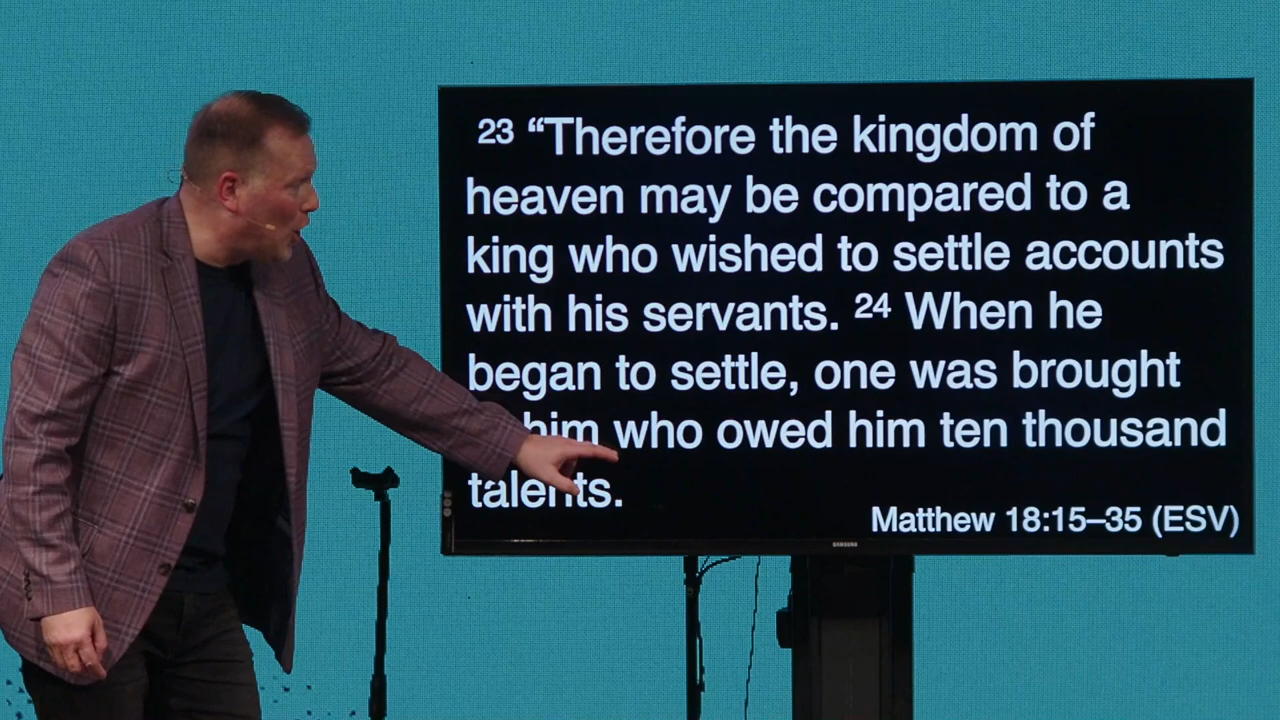 23 “Therefore the kingdom of
heaven may be compared to a
king who wished to settle accounts
with his servants. 24 When he
began to settle, one was brought
him who owed him ten thousand
talents.
Matthew 18:15–35 (ESV)
SAMSUNG